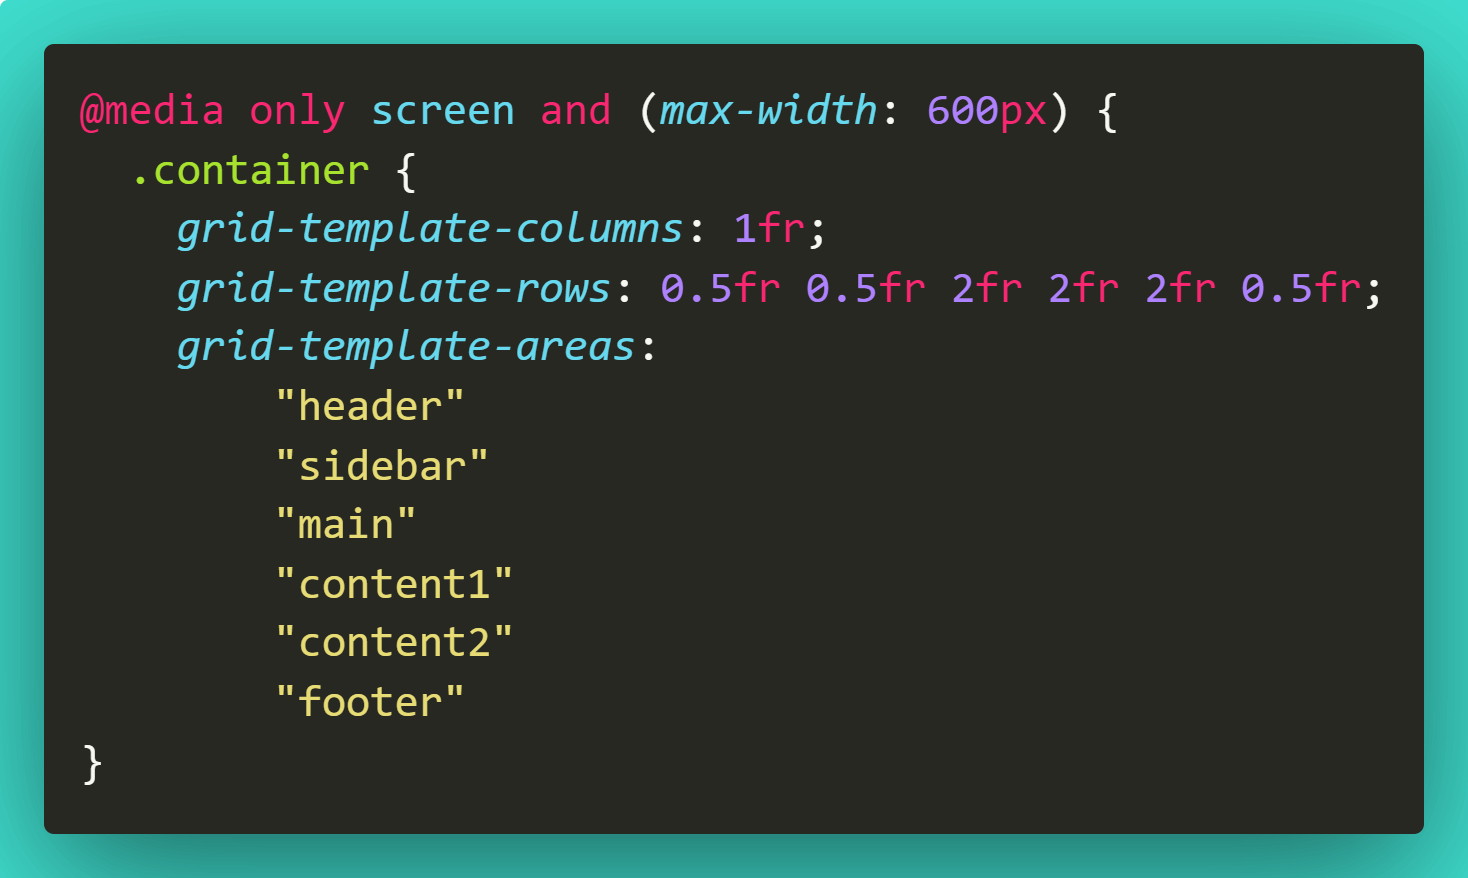 @media only screen and (max-width: 600px) {
  .container {
    grid-template-columns: 1fr;
    grid-template-rows: 0.5fr 0.5fr 2fr 2fr 2fr 0.5fr;
    grid-template-areas:
        "header"
        "sidebar"
        "main"
        "content1"
        "content2"
        "footer"
}